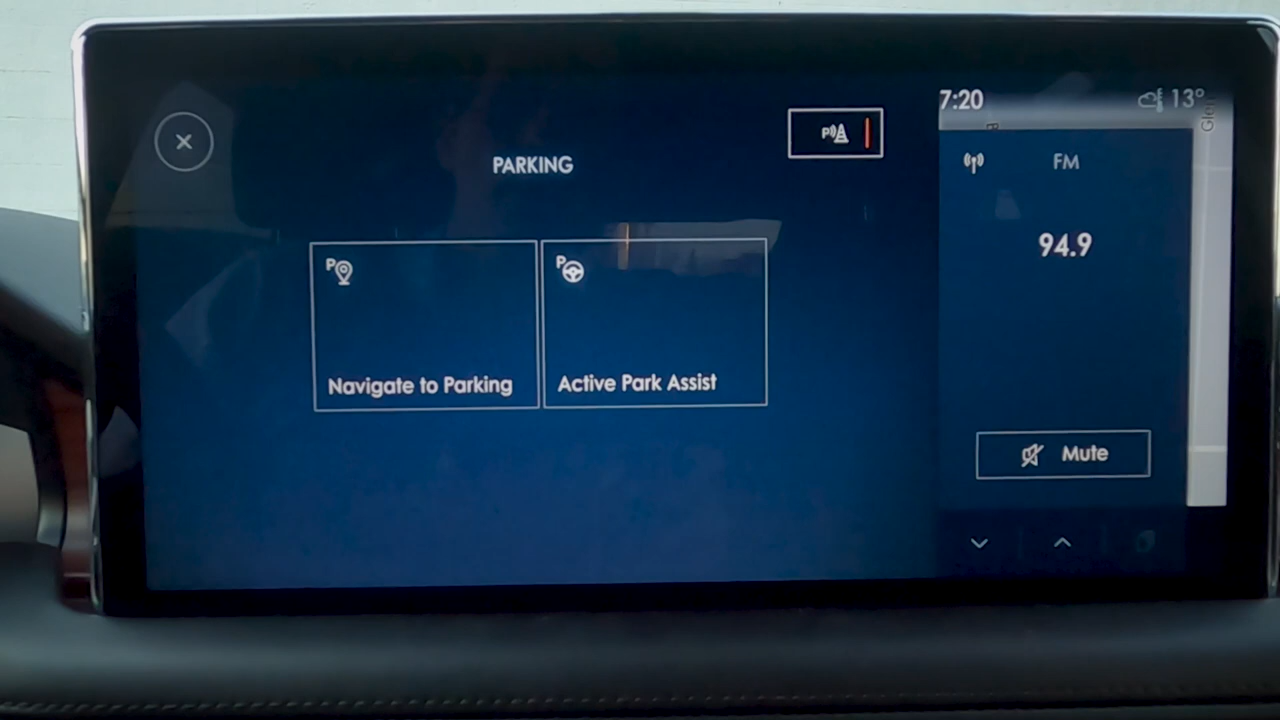 7:20
13°
PARKING
P
FM
94.9
P
P
Navigate to Parking
Active Park Assist
Mute